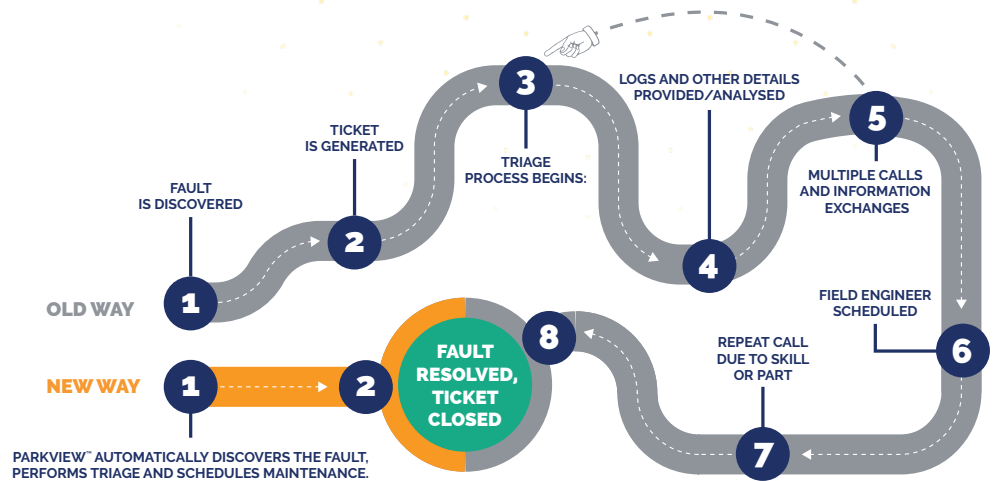 OLD WAY
1
FAULT
IS DISCOVERED
2
TICKET
IS GENERATED
3
TRIAGE
PROCESS BEGINS:
4
LOGS AND OTHER DETAILS
PROVIDED/ANALYSED
5
MULTIPLE CALLS
AND INFORMATION
EXCHANGES
6
FIELD ENGINEER
SCHEDULED
7
REPEAT CALL
DUE TO SKILL
OR PART
8
FAULT
RESOLVED,
TICKET
CLOSED
NEW WAY
1
PARKVIEW™ AUTOMATICALLY DISCOVERS THE FAULT,
PERFORMS TRIAGE AND SCHEDULES MAINTENANCE.
2